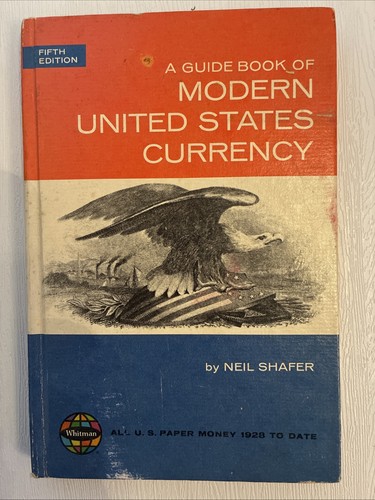 FIFTH
EDITION
A GUIDE BOOK OF
MODERN
UNITED STATES
CURRENCY
by NEIL SHAFER
Whitman
ALL U. S. PAPER MONEY 1928 TO DATE